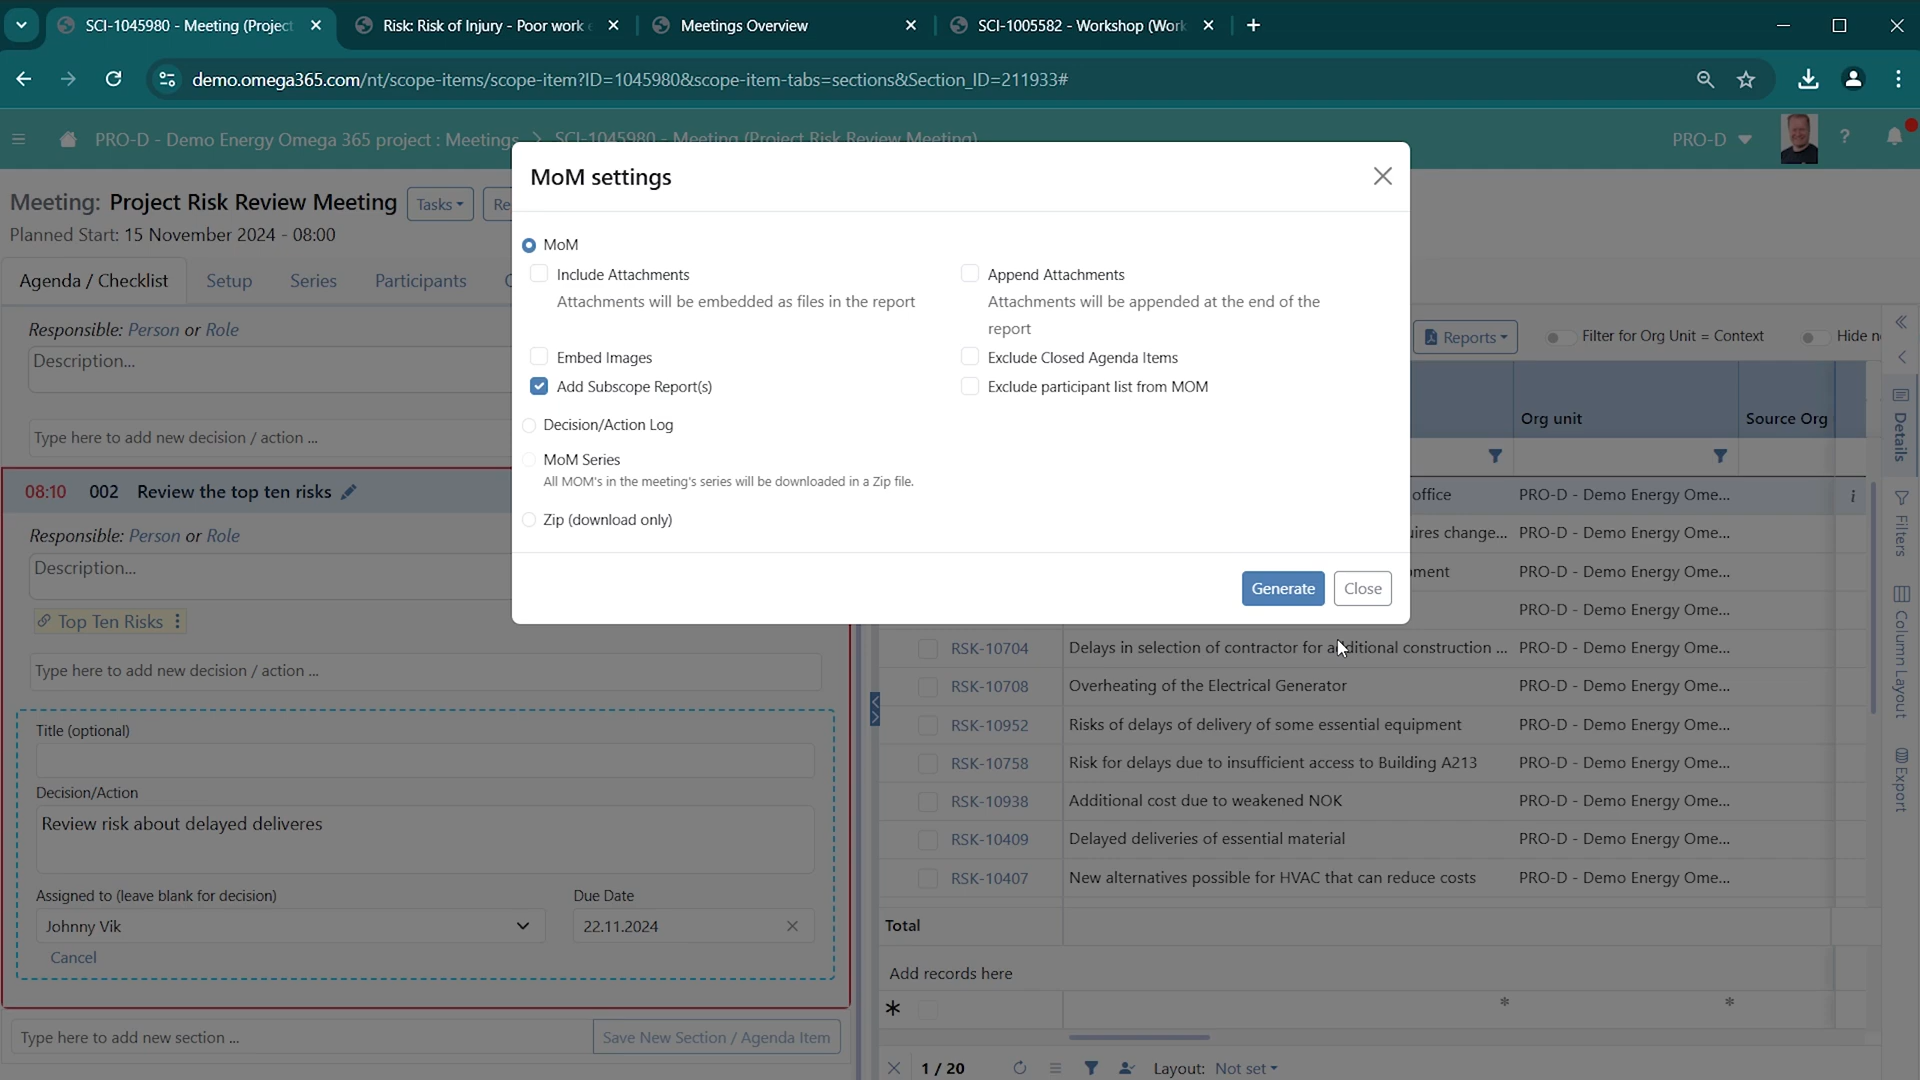 SCI-1045980 - Meeting (Project
Risk: Risk of Injury - Poor work
Meetings Overview
SCI-1005582 - Workshop (Work
demo.omega365.com/nt/scope-items/scope-item?ID=1045980&scope-item-tabs=sections&Section_ID=211933#
PRO-D - Demo Energy Omega 365 project : Meetings > SCI-1045980 - Meeting (Project Risk Review Meeting)
PRO-D
?
Meeting: Project Risk Review Meeting
Tasks
Re
Planned Start: 15 November 2024 - 08:00
Agenda / Checklist
Setup
Series
Participants
Responsible: Person or Role
Description...
Type here to add new decision / action ...
08:10 002 Review the top ten risks
Responsible: Person or Role
Description...
Top Ten Risks
Type here to add new decision / action ...
Title (optional)
Decision/Action
Review risk about delayed deliveres
Assigned to (leave blank for decision)
Due Date
Johnny Vik
22.11.2024
Cancel
Type here to add new section ...
Save New Section / Agenda Item
MoM settings
MoM
Include Attachments
Attachments will be embedded as files in the report
Append Attachments
Attachments will be appended at the end of the
report
Embed Images
Exclude Closed Agenda Items
Add Subscope Report(s)
Exclude participant list from MOM
Decision/Action Log
MoM Series
All MOM's in the meeting's series will be downloaded in a Zip file.
Zip (download only)
Generate
Close
Reports
Filter for Org Unit = Context
Hide n
Org unit
Source Org
office PRO-D - Demo Energy Ome... i
uires change... PRO-D - Demo Energy Ome...
pment PRO-D - Demo Energy Ome...
PRO-D - Demo Energy Ome...
RSK-10704 Delays in selection of contractor for additional construction ... PRO-D - Demo Energy Ome...
RSK-10708 Overheating of the Electrical Generator PRO-D - Demo Energy Ome...
RSK-10952 Risks of delays of delivery of some essential equipment PRO-D - Demo Energy Ome...
RSK-10758 Risk for delays due to insufficient access to Building A213 PRO-D - Demo Energy Ome...
RSK-10938 Additional cost due to weakened NOK PRO-D - Demo Energy Ome...
RSK-10409 Delayed deliveries of essential material PRO-D - Demo Energy Ome...
RSK-10407 New alternatives possible for HVAC that can reduce costs PRO-D - Demo Energy Ome...
Total
Add records here
* * *
1 / 20
Layout: Not set
Details
Filters
Column Layout
Export